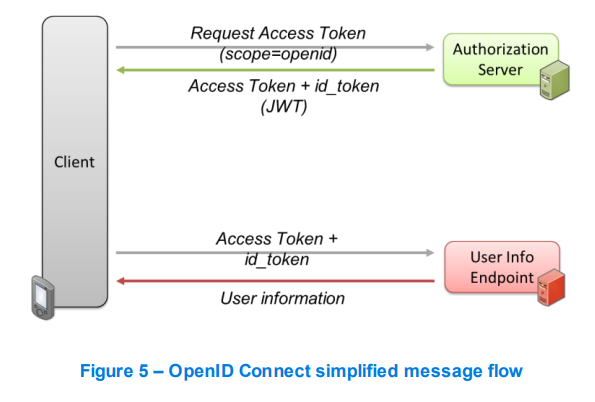 Request Access Token
(scope=openid)
Authorization
Server
Access Token + id_token
(JWT)
Client
Access Token +
id_token
User Info
Endpoint
User information
Figure 5 – OpenID Connect simplified message flow